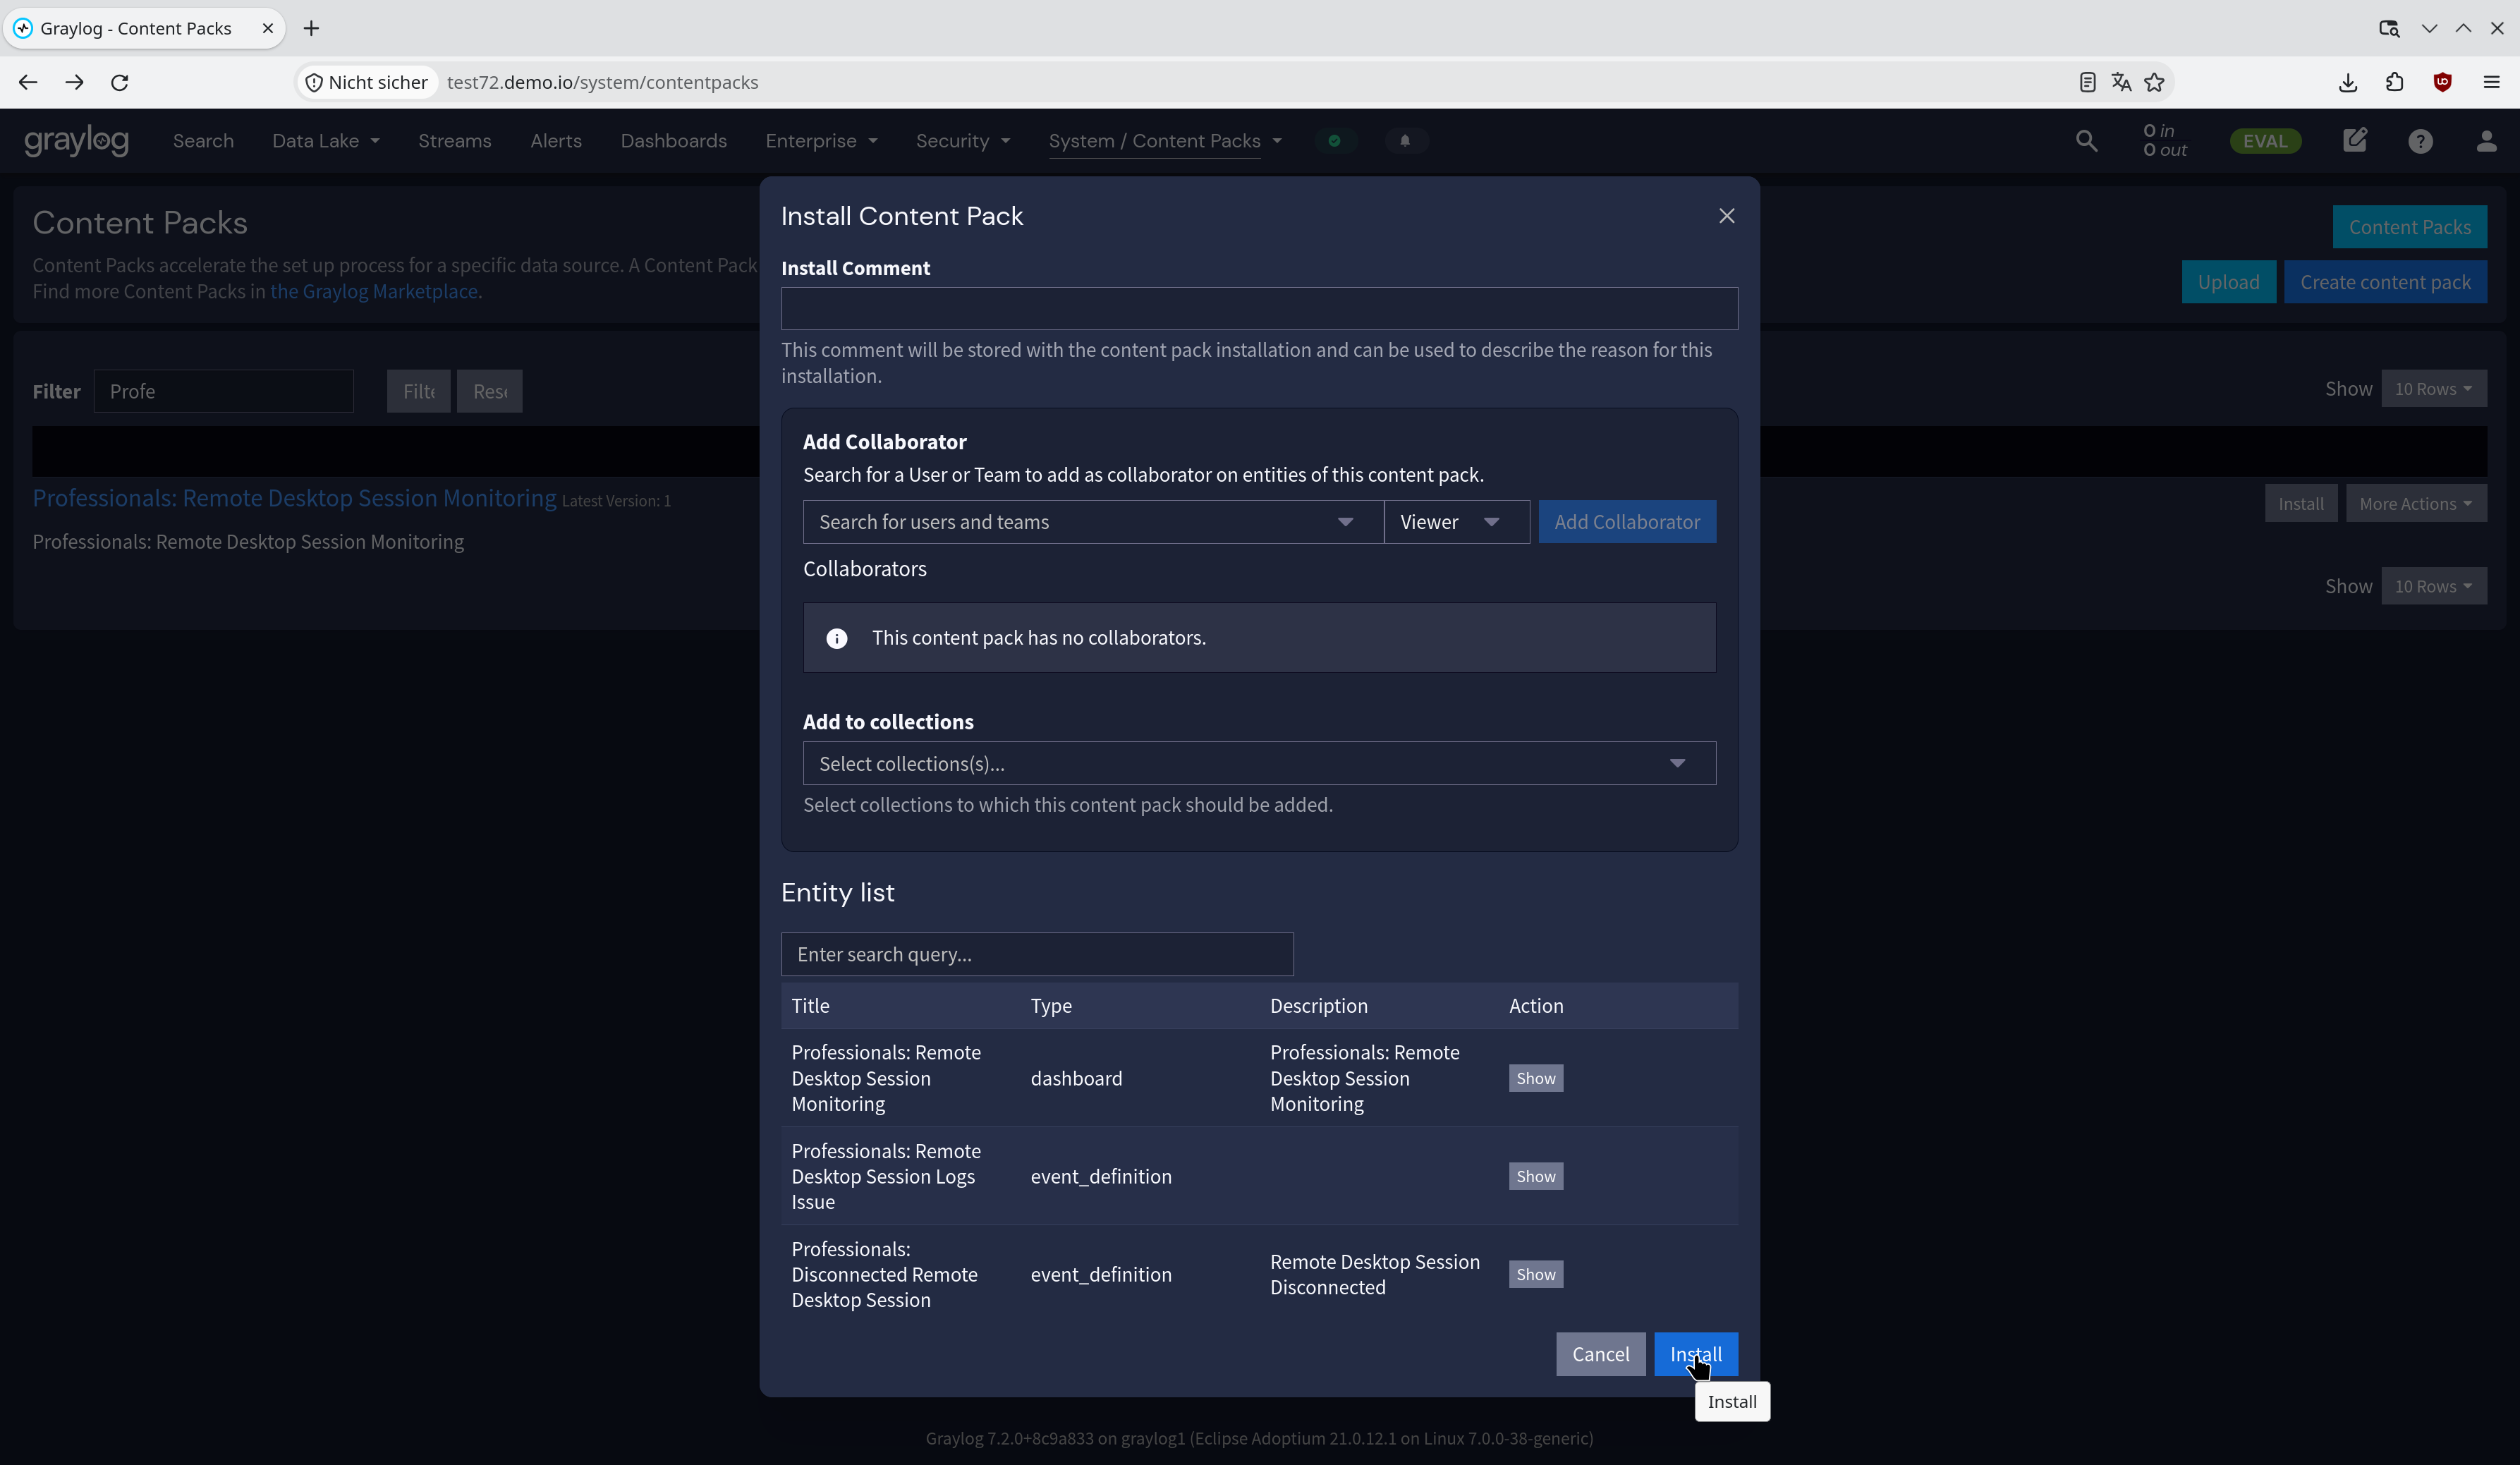 Graylog - Content Packs
Nicht sicher test72.demo.io/system/contentpacks
graylog Search Data Lake Streams Alerts Dashboards Enterprise Security System / Content Packs 0 in EVAL
0 out
Content Packs
Content Packs
Content Packs accelerate the set up process for a specific data source. A Content Pack
Find more Content Packs in the Graylog Marketplace.
Upload Create content pack
Filter Profe Filte Rese Show 10 Rows
Professionals: Remote Desktop Session Monitoring Latest Version: 1 Install More Actions
Professionals: Remote Desktop Session Monitoring
Show 10 Rows
Install Content Pack
Install Comment
This comment will be stored with the content pack installation and can be used to describe the reason for this
installation.
Add Collaborator
Search for a User or Team to add as collaborator on entities of this content pack.
Search for users and teams Viewer Add Collaborator
Collaborators
This content pack has no collaborators.
Add to collections
Select collections(s)...
Select collections to which this content pack should be added.
Entity list
Enter search query...
Title Type Description Action
Professionals: Remote
Desktop Session
Monitoring
dashboard
Professionals: Remote
Desktop Session
Monitoring
Show
Professionals: Remote
Desktop Session Logs
Issue
event_definition
Show
Professionals:
Disconnected Remote
Desktop Session
event_definition
Remote Desktop Session
Disconnected
Show
Cancel Install
Install
Graylog 7.2.0+8c9a833 on graylog1 (Eclipse Adoptium 21.0.12.1 on Linux 7.0.0-38-generic)